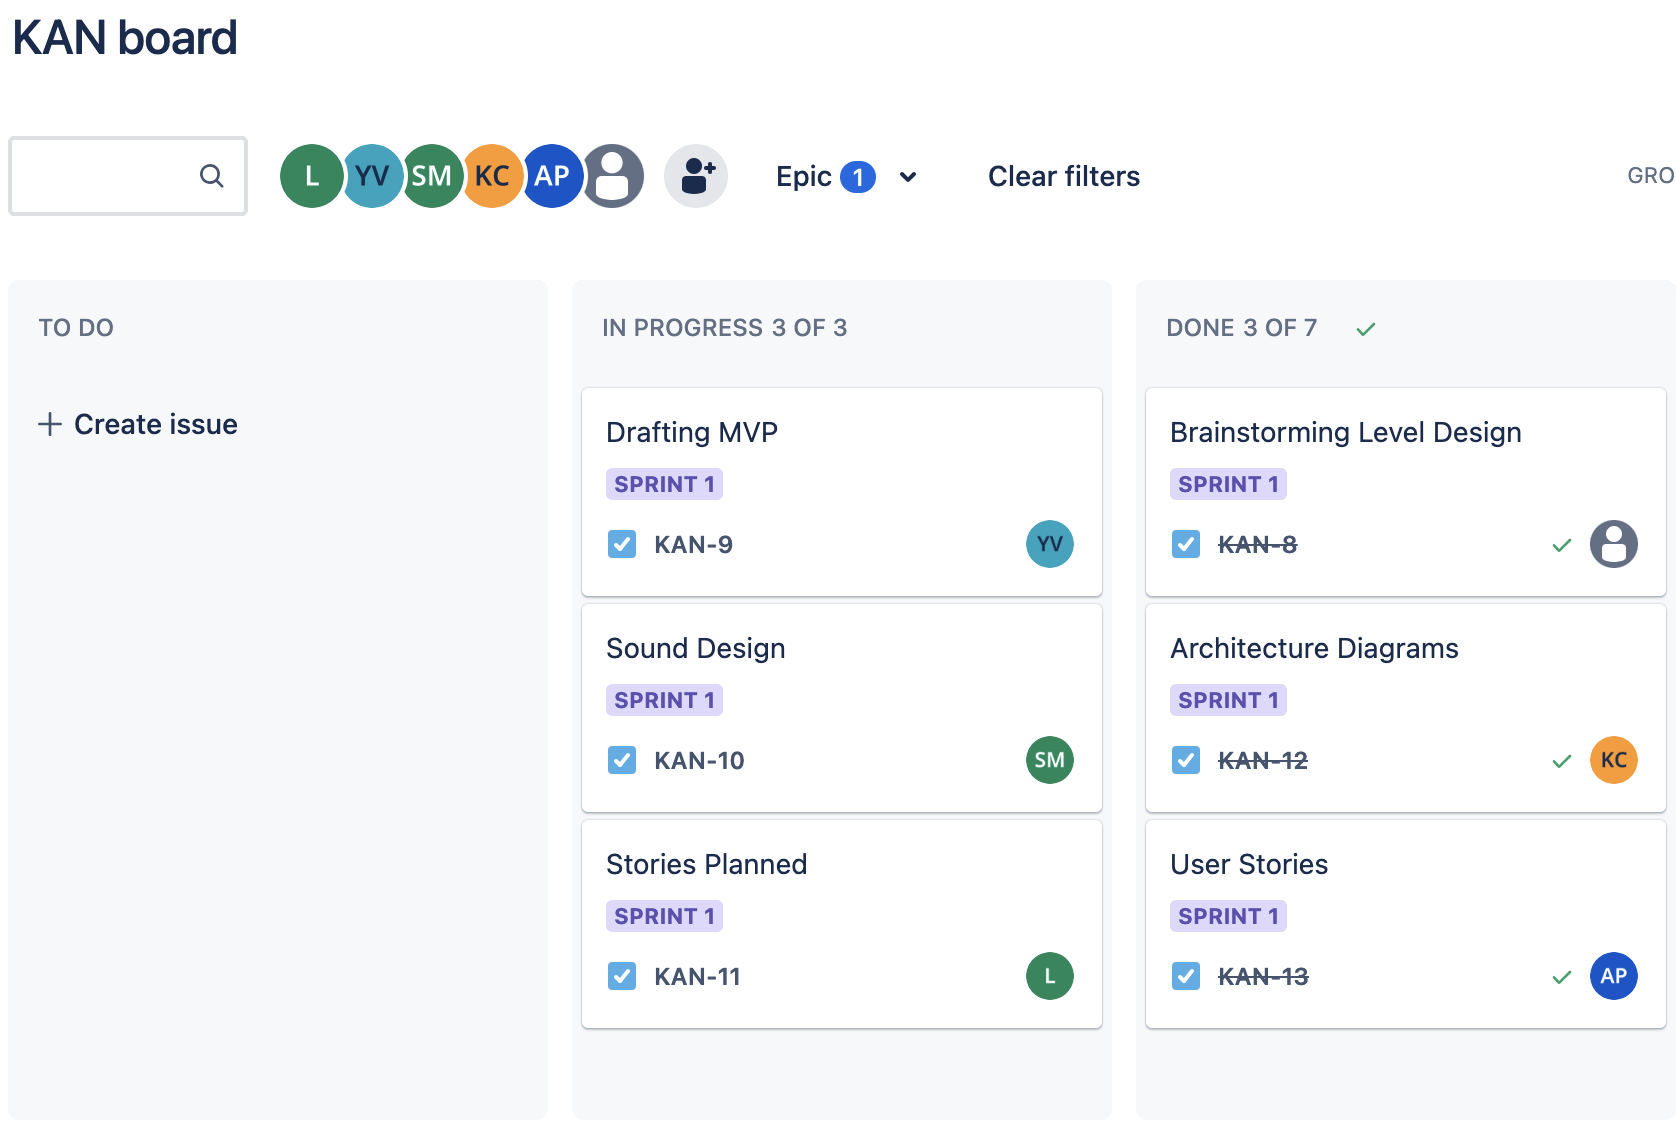 KAN board
L YV SM KC AP Epic 1 Clear filters GRO
TO DO
Create issue
IN PROGRESS 3 OF 3
Drafting MVP
SPRINT 1
KAN-9 YV
Sound Design
SPRINT 1
KAN-10 SM
Stories Planned
SPRINT 1
KAN-11 L
DONE 3 OF 7
Brainstorming Level Design
SPRINT 1
KAN-8
Architecture Diagrams
SPRINT 1
KAN-12 KC
User Stories
SPRINT 1
KAN-13 AP